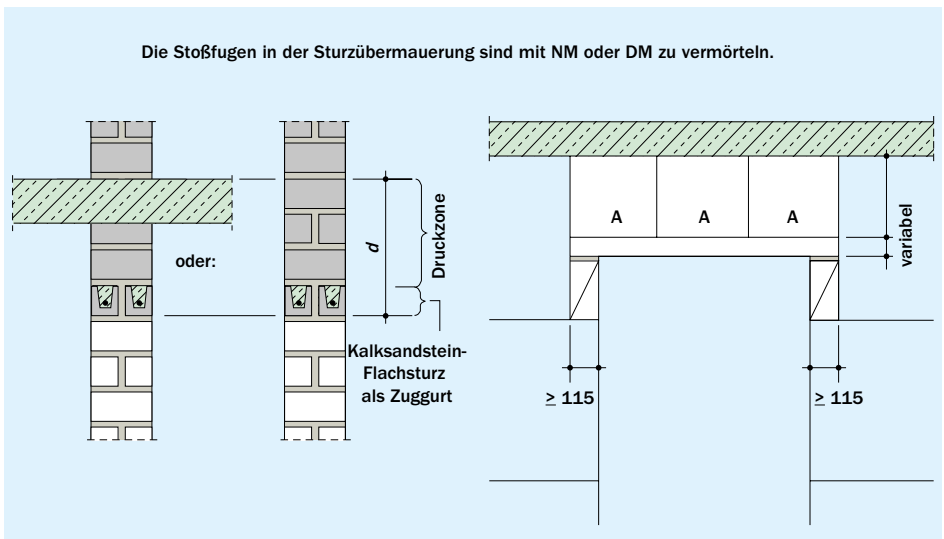 Die Stoßfugen in der Sturzübermauerung sind mit NM oder DM zu vermörteln.
oder:
d
Druckzone
Kalksandstein-
Flachsturz
als Zuggurt
A A A
variabel
≥ 115 ≥ 115